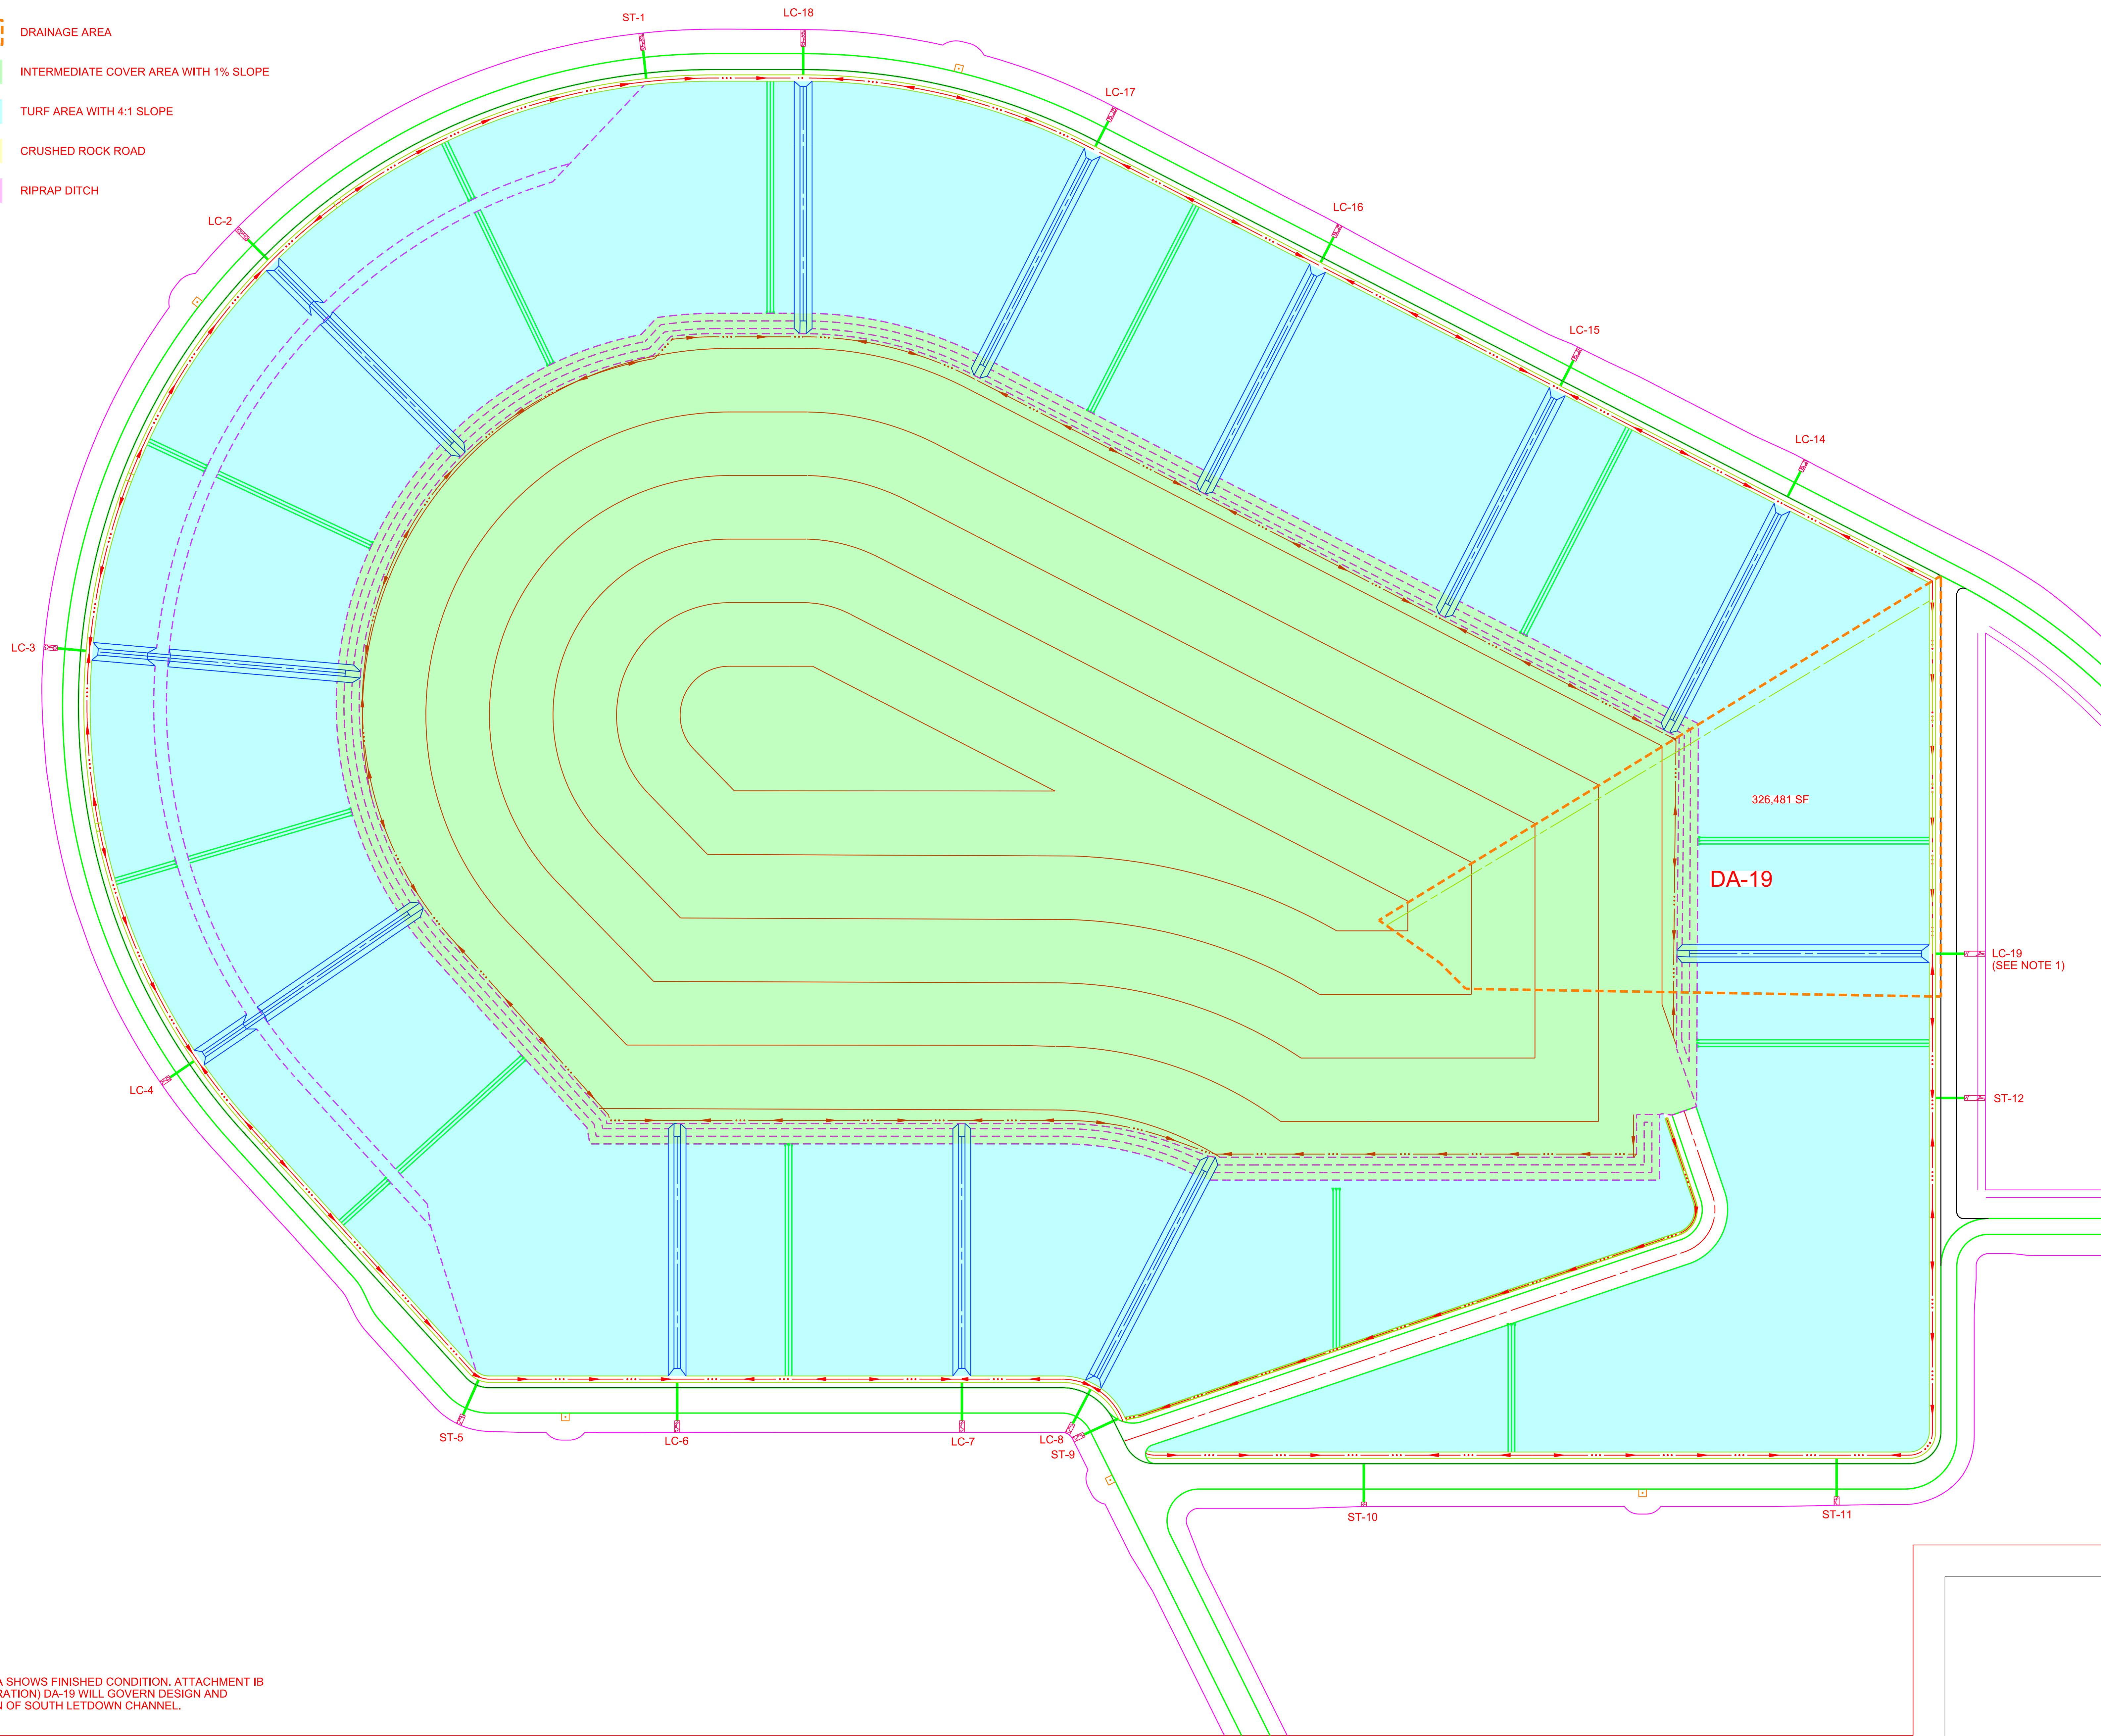 DRAINAGE AREA
INTERMEDIATE COVER AREA WITH 1% SLOPE
TURF AREA WITH 4:1 SLOPE
CRUSHED ROCK ROAD
RIPRAP DITCH
ST-1
LC-18
LC-17
LC-2
LC-16
LC-15
LC-14
LC-3
326,481 SF
DA-19
LC-19
(SEE NOTE 1)
LC-4
ST-12
ST-5
LC-6
LC-7
LC-8
ST-9
ST-10
ST-11
A SHOWS FINISHED CONDITION. ATTACHMENT IB
RATION) DA-19 WILL GOVERN DESIGN AND
N OF SOUTH LETDOWN CHANNEL.